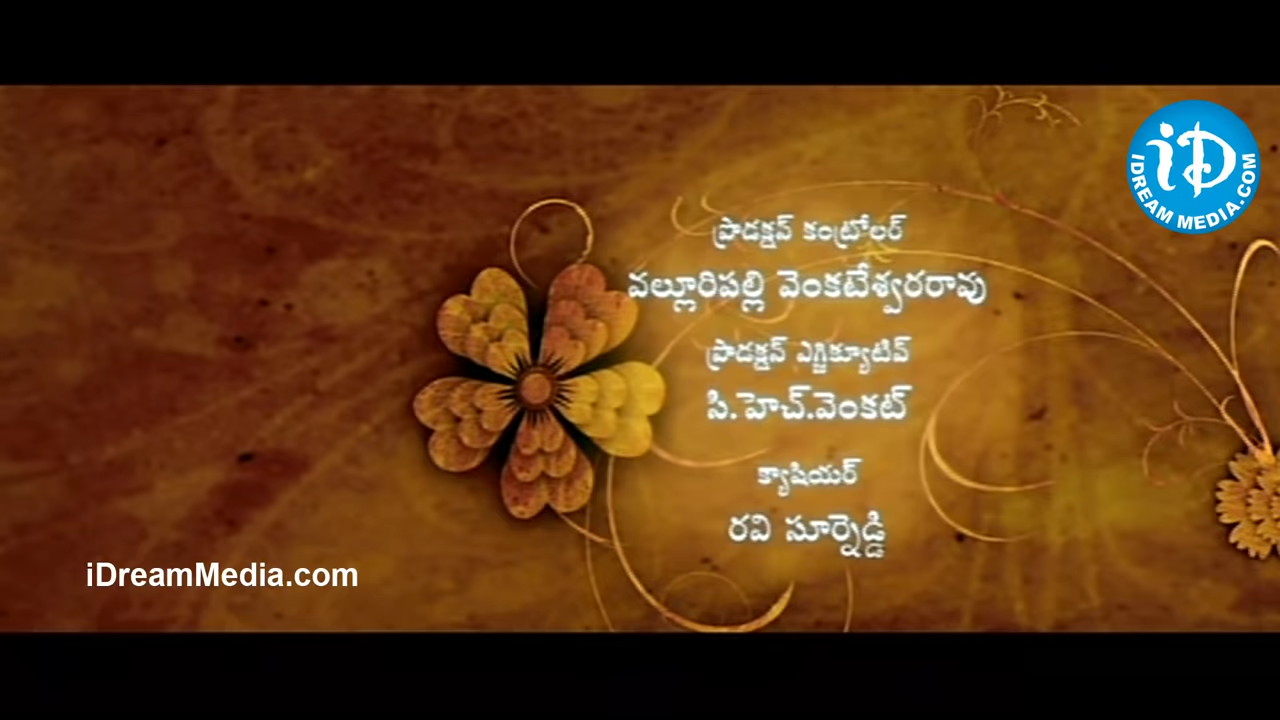 iD
IDREAM MEDIA.COM
ప్రొడక్షన్ కంట్రోలర్
వల్లూరిపల్లి వెంకటేశ్వరరావు
ప్రొడక్షన్ ఎగ్జిక్యూటివ్
సి.హెచ్.వెంకట్
క్యాషియర్
రవి సూర్నెడ్డి
iDreamMedia.com